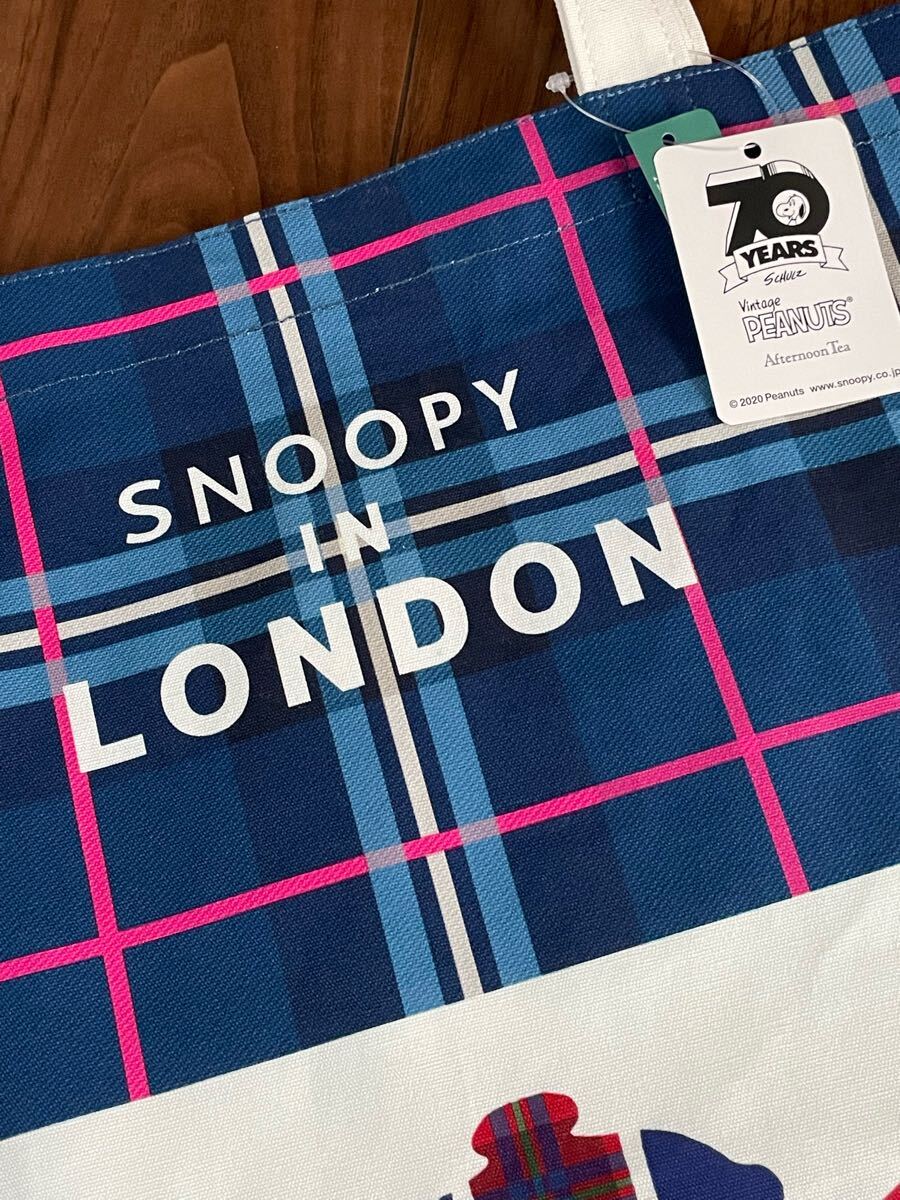 SNOOPY
IN
LONDON
70
YEARS
SCHULZ
Vintage
PEANUTS®
Afternoon Tea
© 2020 Peanuts www.snoopy.co.jp